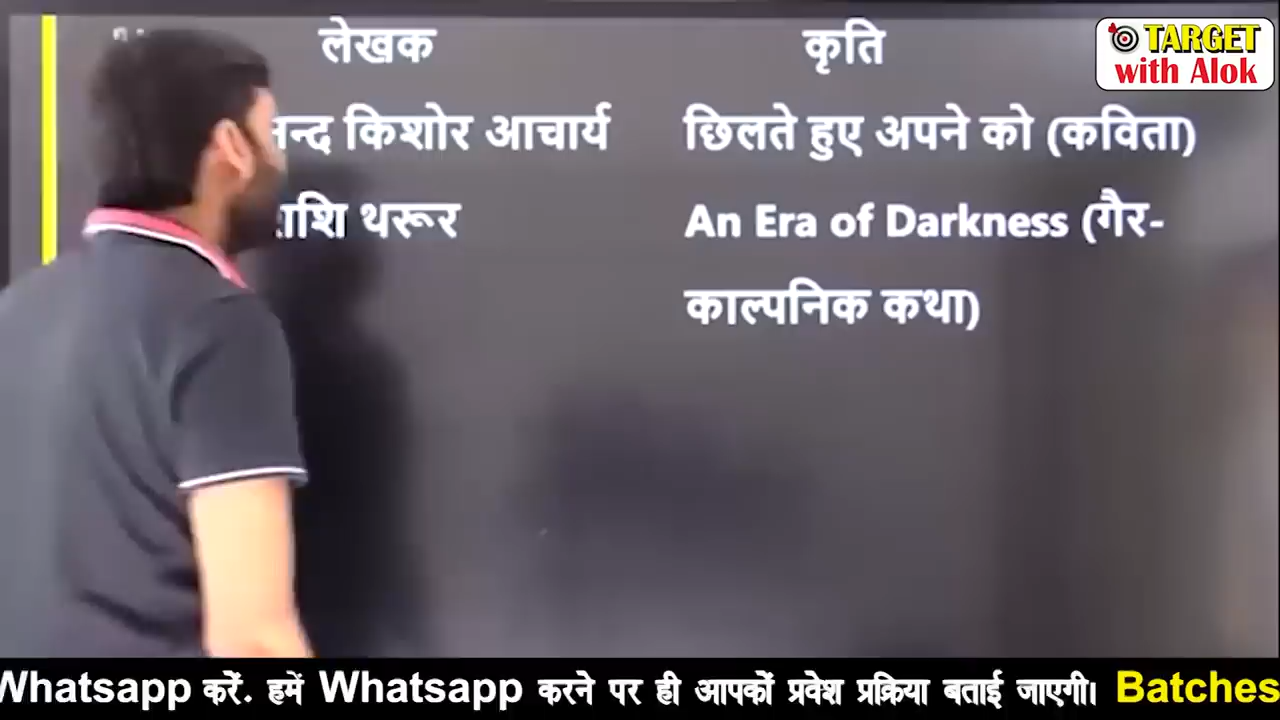 लेखक कृति
किशोर आचार्य छिलते हुए अपने को (कविता)
थरूर An Era of Darkness (गैर-
काल्पनिक कथा)
TARGET
with Alok
Whatsapp करें. हमें Whatsapp करने पर ही आपकों प्रवेश प्रक्रिया बताई जाएगी। Batches